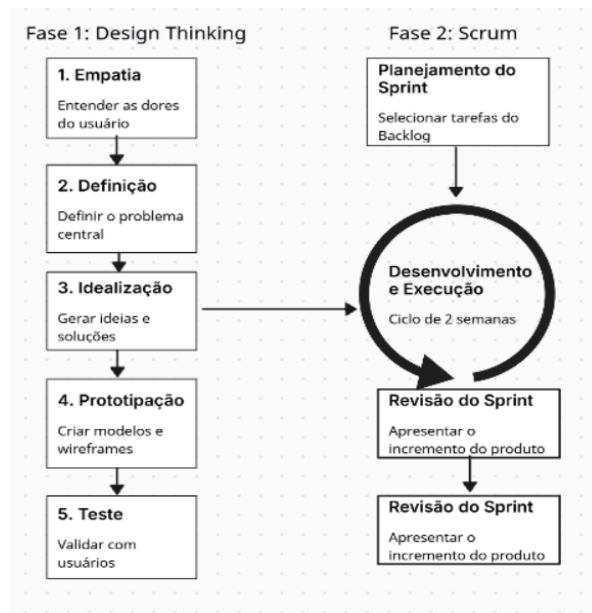 Fase 1: Design Thinking
1. Empatia
Entender as dores
do usuário
2. Definição
Definir o problema
central
3. Idealização
Gerar ideias e
soluções
4. Prototipação
Criar modelos e
wireframes
5. Teste
Validar com
usuários
Fase 2: Scrum
Planejamento do
Sprint
Selecionar tarefas do
Backlog
Desenvolvimento
e Execução
Ciclo de 2 semanas
Revisão do Sprint
Apresentar o
incremento do produto
Revisão do Sprint
Apresentar o
incremento do produto